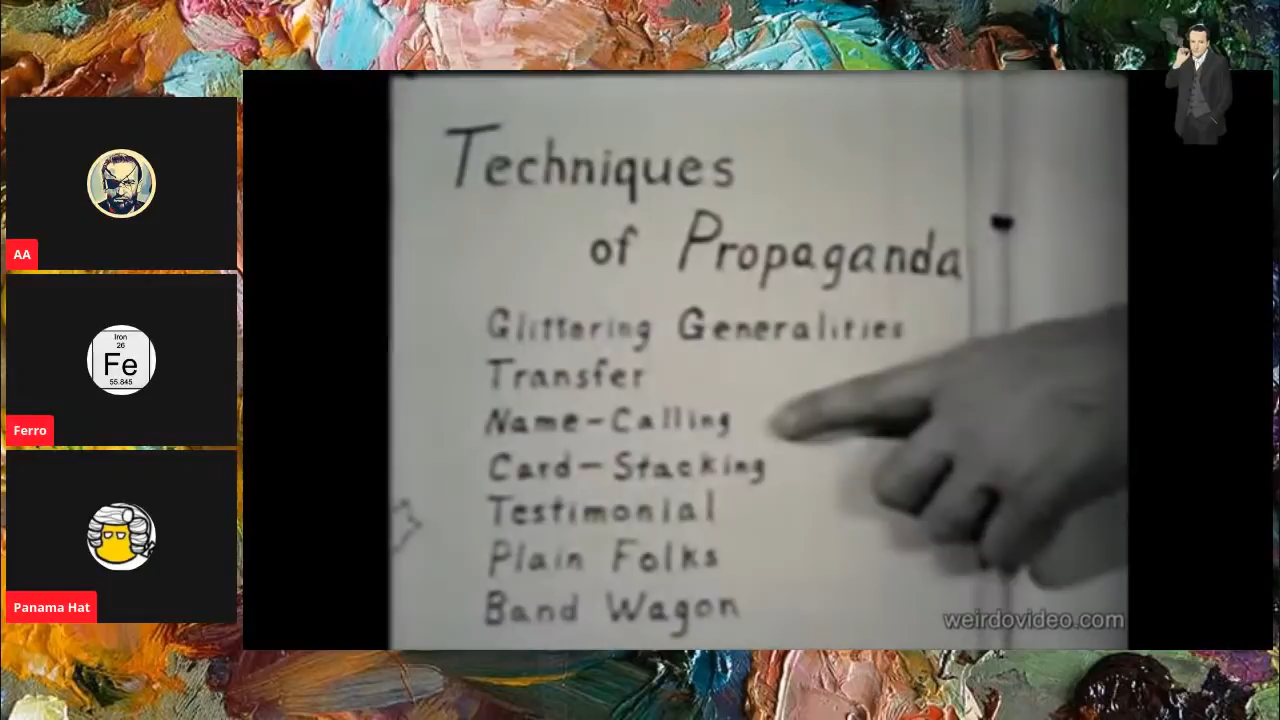 AA
Iron
26
Fe
55.845
Ferro
Panama Hat
Techniques
of Propaganda
Glittering Generalities
Transfer
Name-Calling
Card-Stacking
Testimonial
Plain Folks
Band Wagon
weirdovideo.com